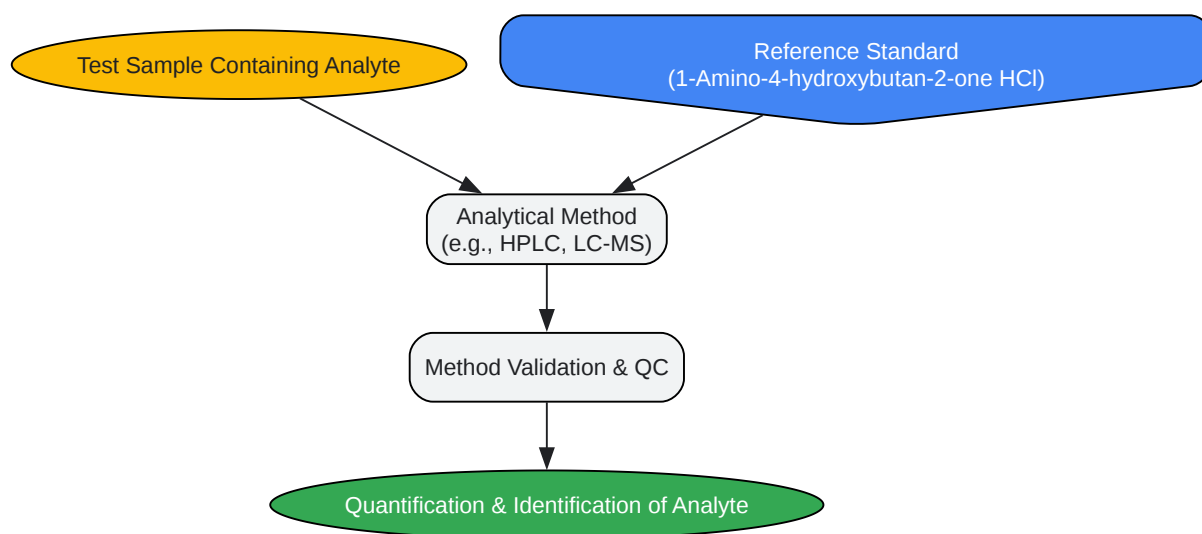 Test Sample Containing Analyte
Reference Standard
(1-Amino-4-hydroxybutan-2-one HCl)
Analytical Method
(e.g., HPLC, LC-MS)
Method Validation & QC
Quantification & Identification of Analyte